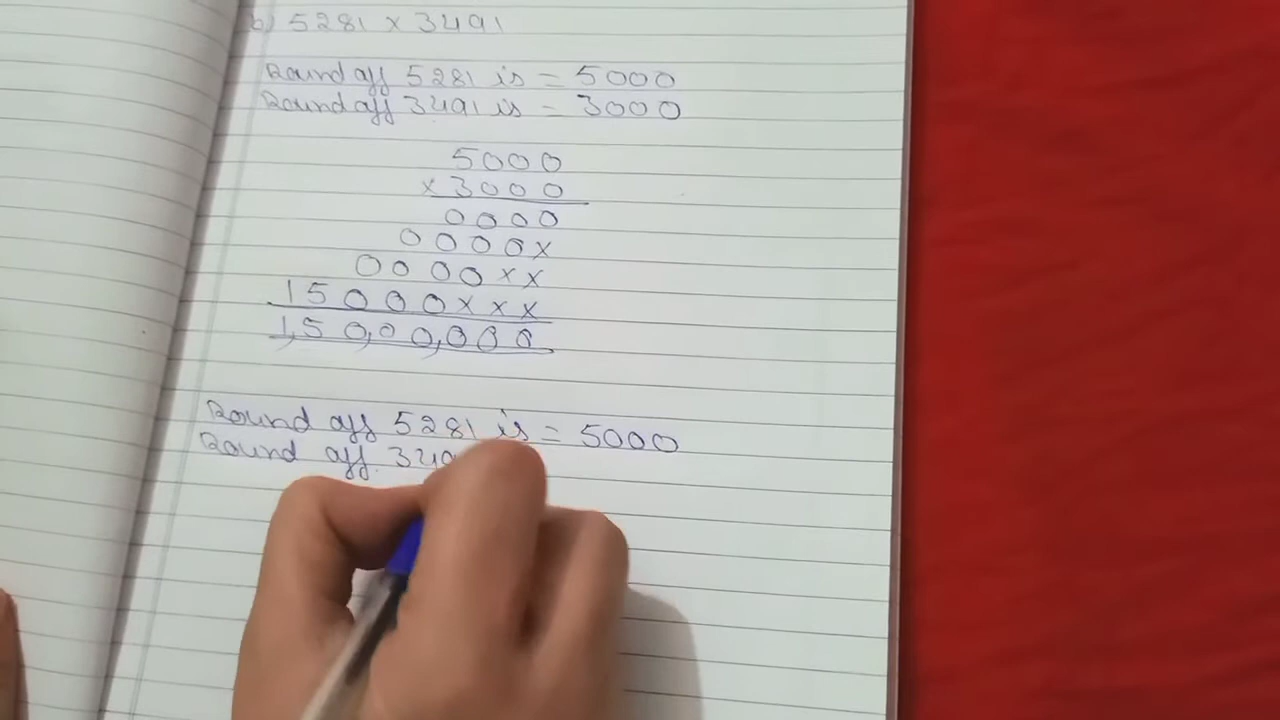 b) 5281 x 3491
Round off 5281 is = 5000
Round off 3491 is = 3000
5000
x 3000
0000
0000x
0000xx
15000xxx
1,50,00,000
Round off 5281 is = 5000
Round off 349